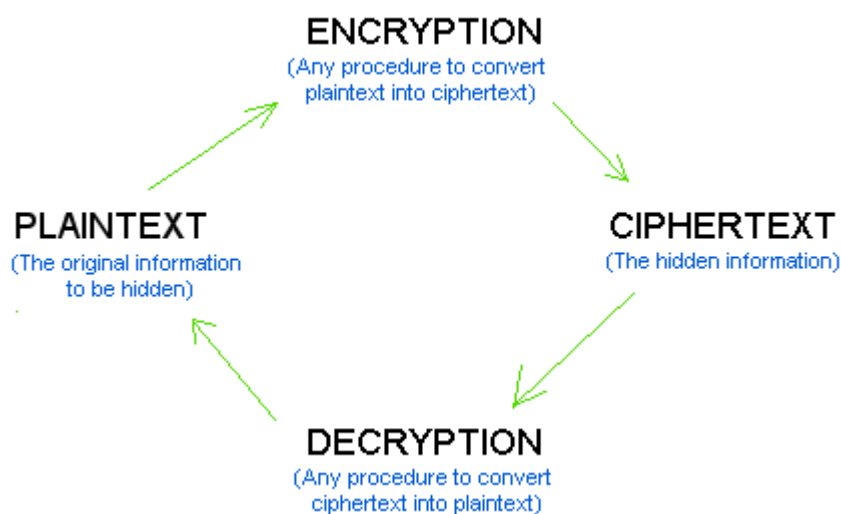 ENCRYPTION
(Any procedure to convert
plaintext into ciphertext)
PLAINTEXT
(The original information
to be hidden)
CIPHERTEXT
(The hidden information)
DECRYPTION
(Any procedure to convert
ciphertext into plaintext)